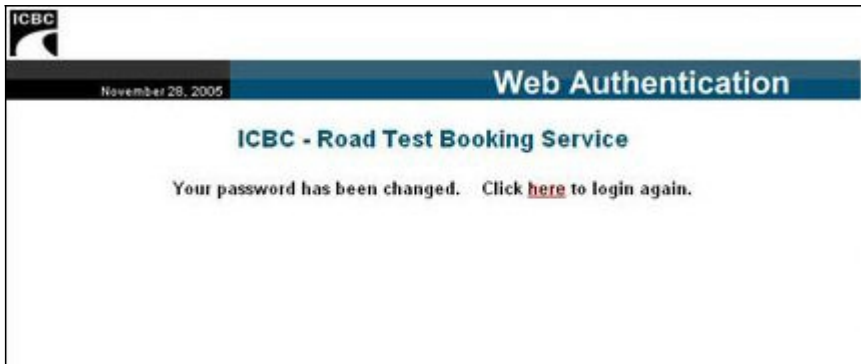 ICBC
November 28, 2005
Web Authentication
ICBC - Road Test Booking Service
Your password has been changed. Click here to login again.